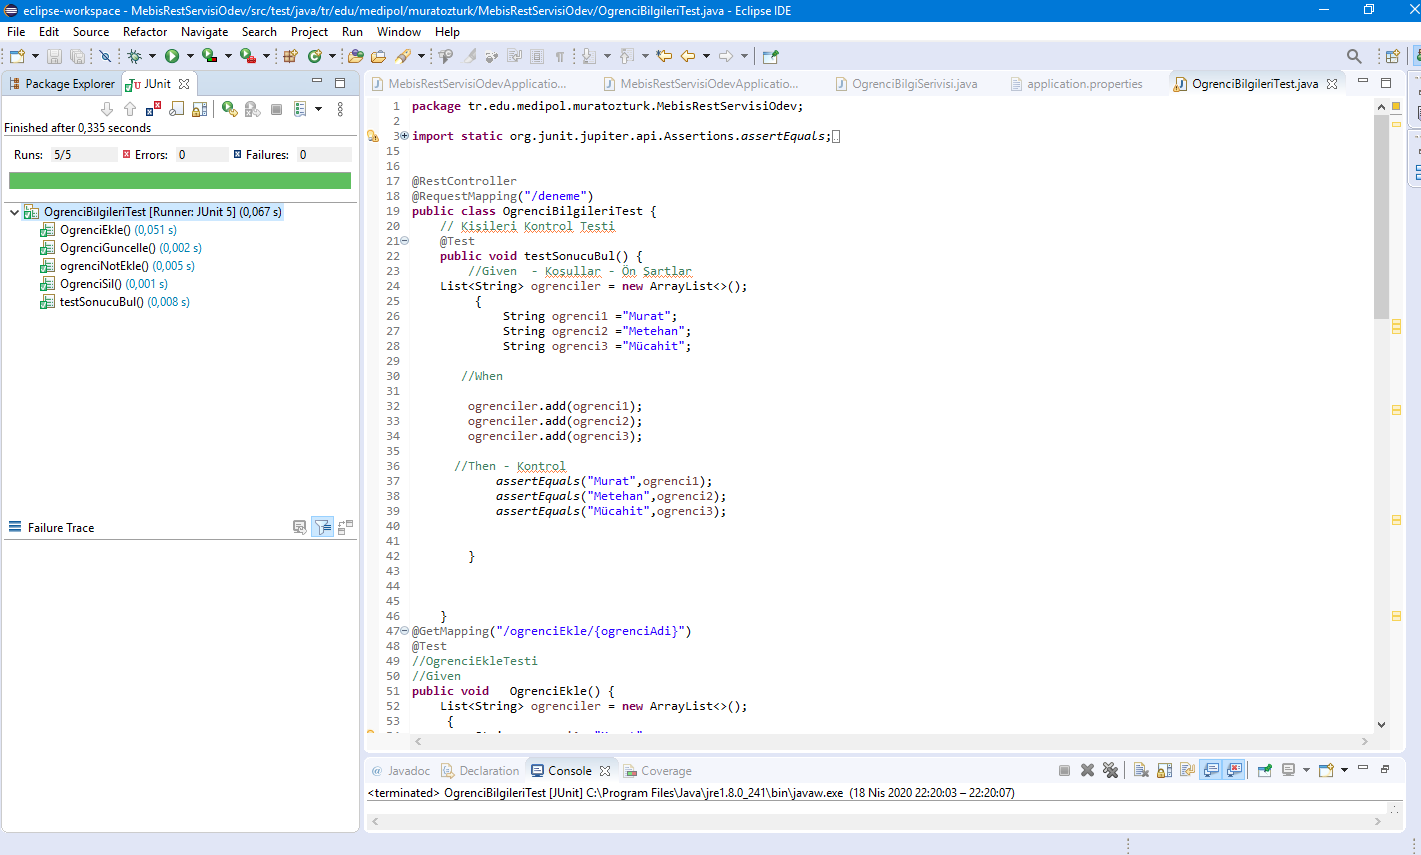 eclipse-workspace - MebisRestServisiOdev/src/test/java/tr/edu/medipol/muratozturk/MebisRestServisiOdev/OgrenciBilgileriTest.java - Eclipse IDE
File Edit Source Refactor Navigate Search Project Run Window Help
Package Explorer JUnit
Finished after 0,335 seconds
Runs: 5/5 Errors: 0 Failures: 0
OgrenciBilgileriTest [Runner: JUnit 5] (0,067 s)
OgrenciEkle() (0,051 s)
OgrenciGuncelle() (0,002 s)
ogrenciNotEkle() (0,005 s)
OgrenciSil() (0,001 s)
testSonucuBul() (0,008 s)
Failure Trace
MebisRestServisiOdevApplicatio... MebisRestServisiOdevApplicatio... OgrenciBilgiSerivisi.java application.properties OgrenciBilgileriTest.java
1 package tr.edu.medipol.muratozturk.MebisRestServisiOdev;
2
3 import static org.junit.jupiter.api.Assertions.assertEquals;
15
16
17 @RestController
18 @RequestMapping("/deneme")
19 public class OgrenciBilgileriTest {
20 // Kişileri Kontrol Testi
21 @Test
22 public void testSonucuBul() {
23 //Given - Koşullar - Ön Şartlar
24 List<String> ogrenciler = new ArrayList<>();
25 {
26 String ogrenci1 ="Murat";
27 String ogrenci2 ="Metehan";
28 String ogrenci3 ="Mücahit";
29
30 //When
31
32 ogrenciler.add(ogrenci1);
33 ogrenciler.add(ogrenci2);
34 ogrenciler.add(ogrenci3);
35
36 //Then - Kontrol
37 assertEquals("Murat",ogrenci1);
38 assertEquals("Metehan",ogrenci2);
39 assertEquals("Mücahit",ogrenci3);
40
41
42 }
43
44
45
46 }
47 @GetMapping("/ogrenciEkle/{ogrenciAdi}")
48 @Test
49 //OgrenciEkleTesti
50 //Given
51 public void OgrenciEkle() {
52 List<String> ogrenciler = new ArrayList<>();
53 {
@ Javadoc Declaration Console Coverage
<terminated> OgrenciBilgileriTest [JUnit] C:\Program Files\Java\jre1.8.0_241\bin\javaw.exe (18 Nis 2020 22:20:03 – 22:20:07)